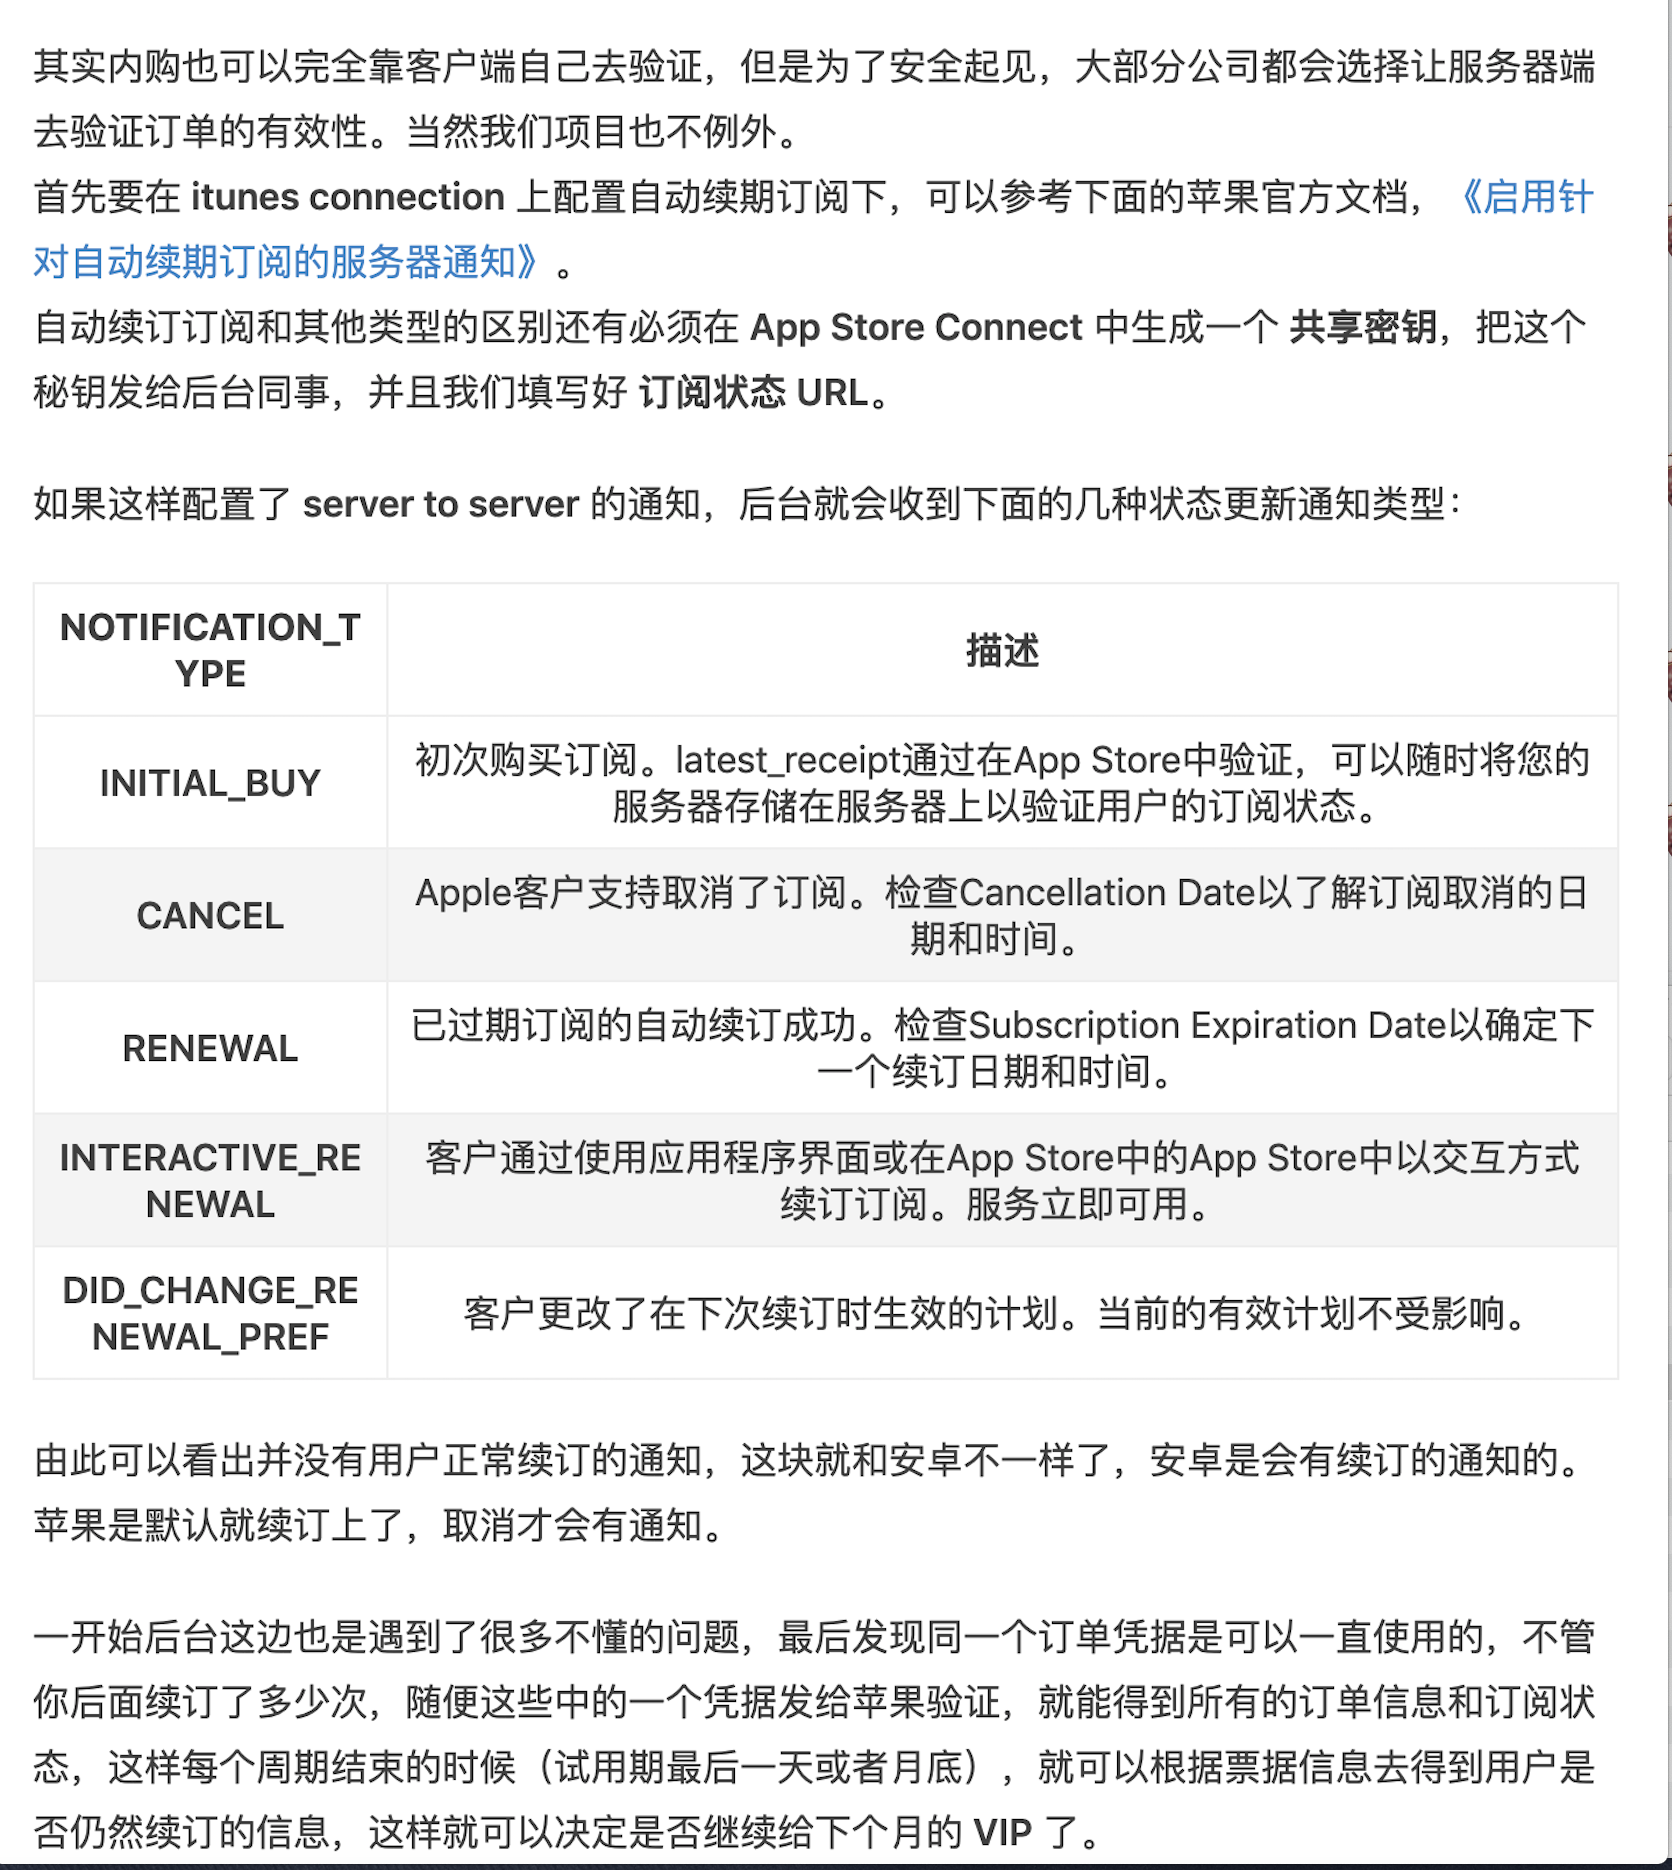 其实内购也可以完全靠客户端自己去验证，但是为了安全起见，大部分公司都会选择让服务器端
去验证订单的有效性。当然我们项目也不例外。
首先要在 itunes connection 上配置自动续期订阅下，可以参考下面的苹果官方文档，《启用针
对自动续期订阅的服务器通知》。
自动续订订阅和其他类型的区别还有必须在 App Store Connect 中生成一个 共享密钥，把这个
秘钥发给后台同事，并且我们填写好 订阅状态 URL。
如果这样配置了 server to server 的通知，后台就会收到下面的几种状态更新通知类型：
NOTIFICATION_T
YPE
描述
INITIAL_BUY
初次购买订阅。latest_receipt通过在App Store中验证，可以随时将您的
服务器存储在服务器上以验证用户的订阅状态。
CANCEL
Apple客户支持取消了订阅。检查Cancellation Date以了解订阅取消的日
期和时间。
RENEWAL
已过期订阅的自动续订成功。检查Subscription Expiration Date以确定下
一个续订日期和时间。
INTERACTIVE_RE
NEWAL
客户通过使用应用程序界面或在App Store中的App Store中以交互方式
续订订阅。服务立即可用。
DID_CHANGE_RE
NEWAL_PREF
客户更改了在下次续订时生效的计划。当前的有效计划不受影响。
由此可以看出并没有用户正常续订的通知，这块就和安卓不一样了，安卓是会有续订的通知的。
苹果是默认就续订上了，取消才会有通知。
一开始后台这边也是遇到了很多不懂的问题，最后发现同一个订单凭据是可以一直使用的，不管
你后面续订了多少次，随便这些中的一个凭据发给苹果验证，就能得到所有的订单信息和订阅状
态，这样每个周期结束的时候（试用期最后一天或者月底），就可以根据票据信息去得到用户是
否仍然续订的信息，这样就可以决定是否继续给下个月的 VIP 了。